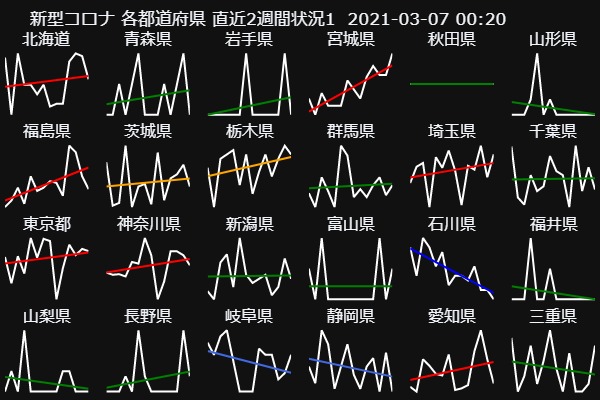 新型コロナ 各都道府県 直近2週間状況1 2021-03-07 00:20
北海道 青森県 岩手県 宮城県 秋田県 山形県
福島県 茨城県 栃木県 群馬県 埼玉県 千葉県
東京都 神奈川県 新潟県 富山県 石川県 福井県
山梨県 長野県 岐阜県 静岡県 愛知県 三重県